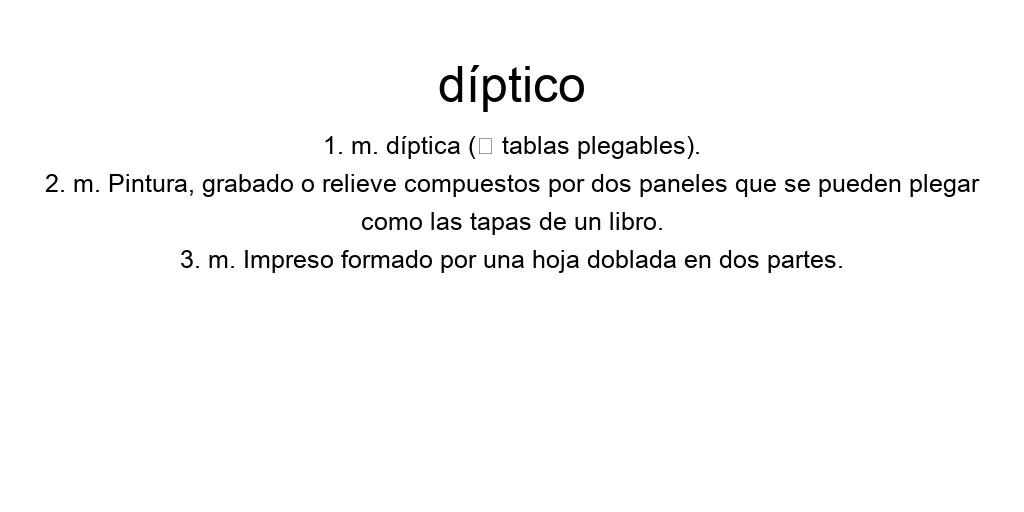 díptico
1. m. díptica (▯ tablas plegables).
2. m. Pintura, grabado o relieve compuestos por dos paneles que se pueden plegar
como las tapas de un libro.
3. m. Impreso formado por una hoja doblada en dos partes.